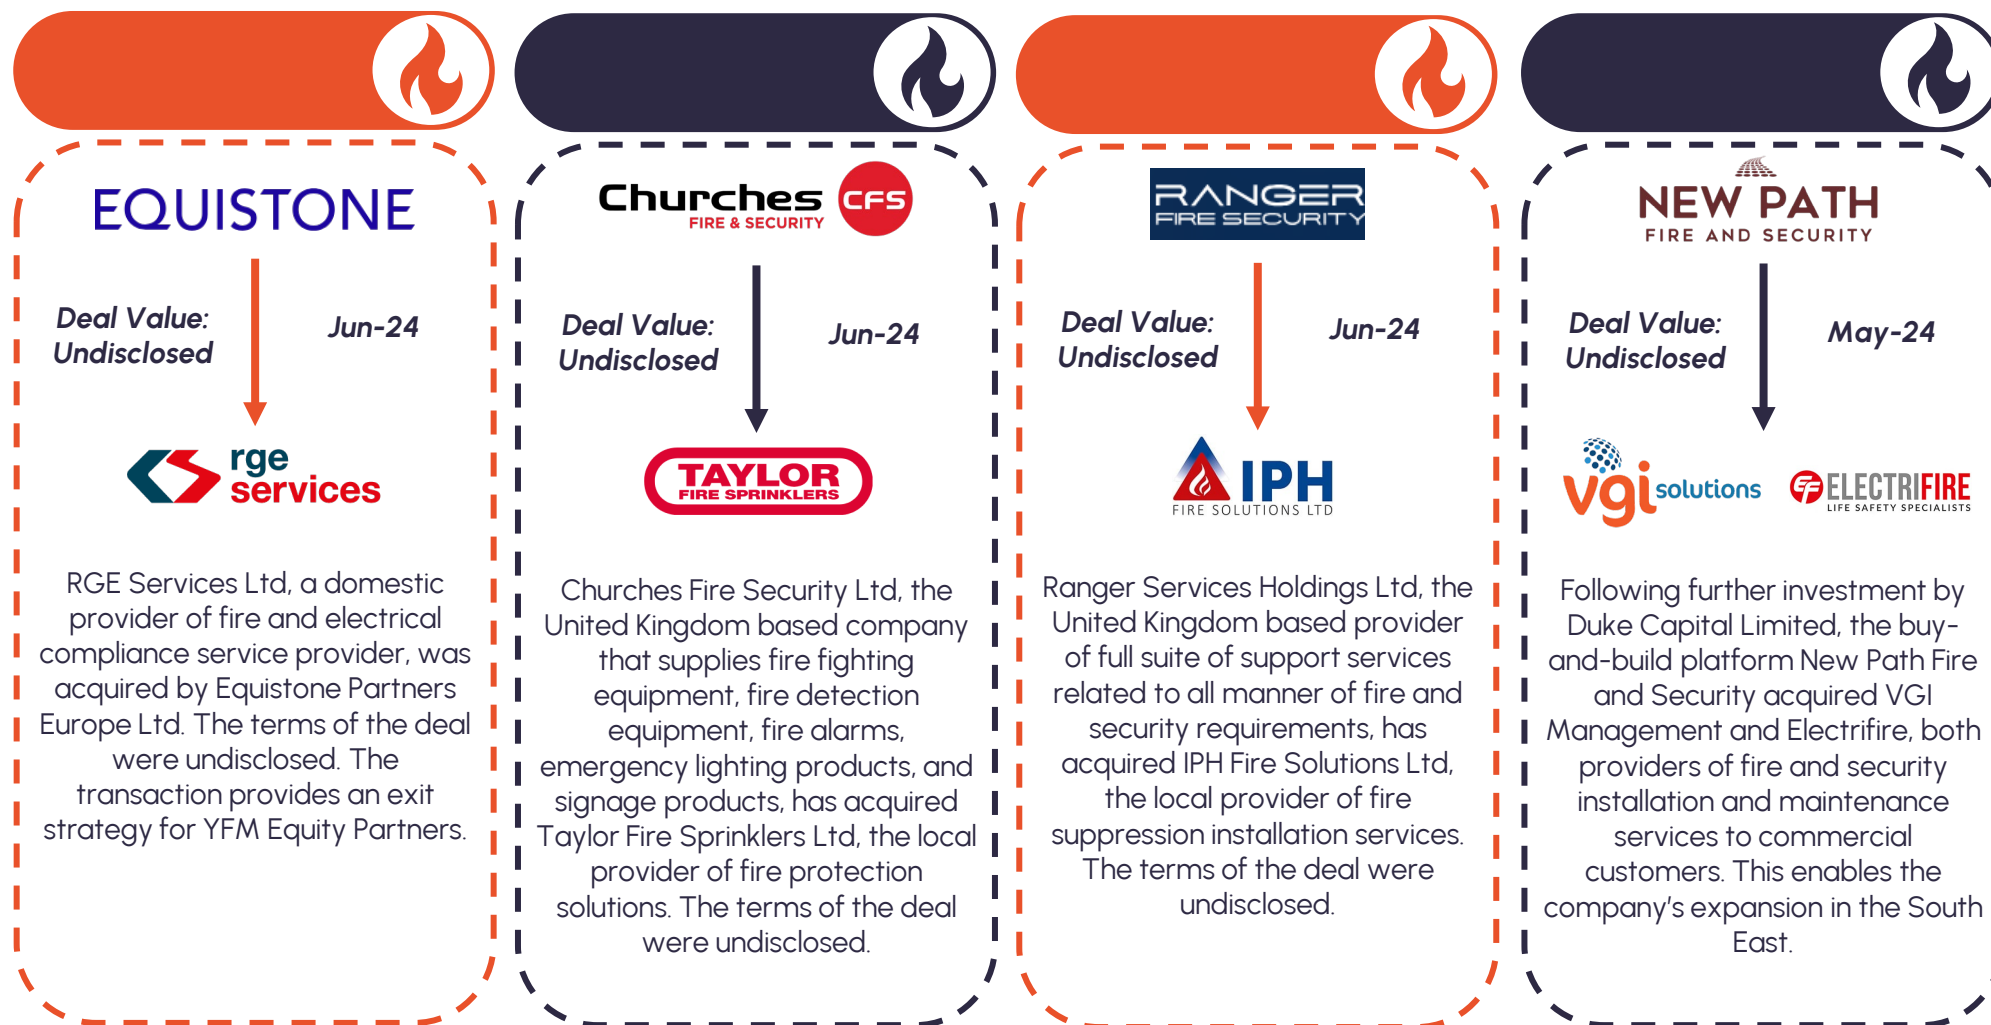 EQUISTONE
Deal Value:
Undisclosed
Jun-24
rge
services
RGE Services Ltd, a domestic
provider of fire and electrical
compliance service provider, was
acquired by Equistone Partners
Europe Ltd. The terms of the deal
were undisclosed. The
transaction provides an exit
strategy for YFM Equity Partners.
Churches
FIRE & SECURITY
CFS
Deal Value:
Undisclosed
Jun-24
TAYLOR
FIRE SPRINKLERS
Churches Fire Security Ltd, the
United Kingdom based company
that supplies fire fighting
equipment, fire detection
equipment, fire alarms,
emergency lighting products, and
signage products, has acquired
Taylor Fire Sprinklers Ltd, the local
provider of fire protection
solutions. The terms of the deal
were undisclosed.
RANGER
FIRE SECURITY
Deal Value:
Undisclosed
Jun-24
IPH
FIRE SOLUTIONS LTD
Ranger Services Holdings Ltd, the
United Kingdom based provider
of full suite of support services
related to all manner of fire and
security requirements, has
acquired IPH Fire Solutions Ltd,
the local provider of fire
suppression installation services.
The terms of the deal were
undisclosed.
NEW PATH
FIRE AND SECURITY
Deal Value:
Undisclosed
May-24
vgi solutions
EF ELECTRIFIRE
LIFE SAFETY SPECIALISTS
Following further investment by
Duke Capital Limited, the buy-
and-build platform New Path Fire
and Security acquired VGI
Management and Electrifire, both
providers of fire and security
installation and maintenance
services to commercial
customers. This enables the
company's expansion in the South
East.